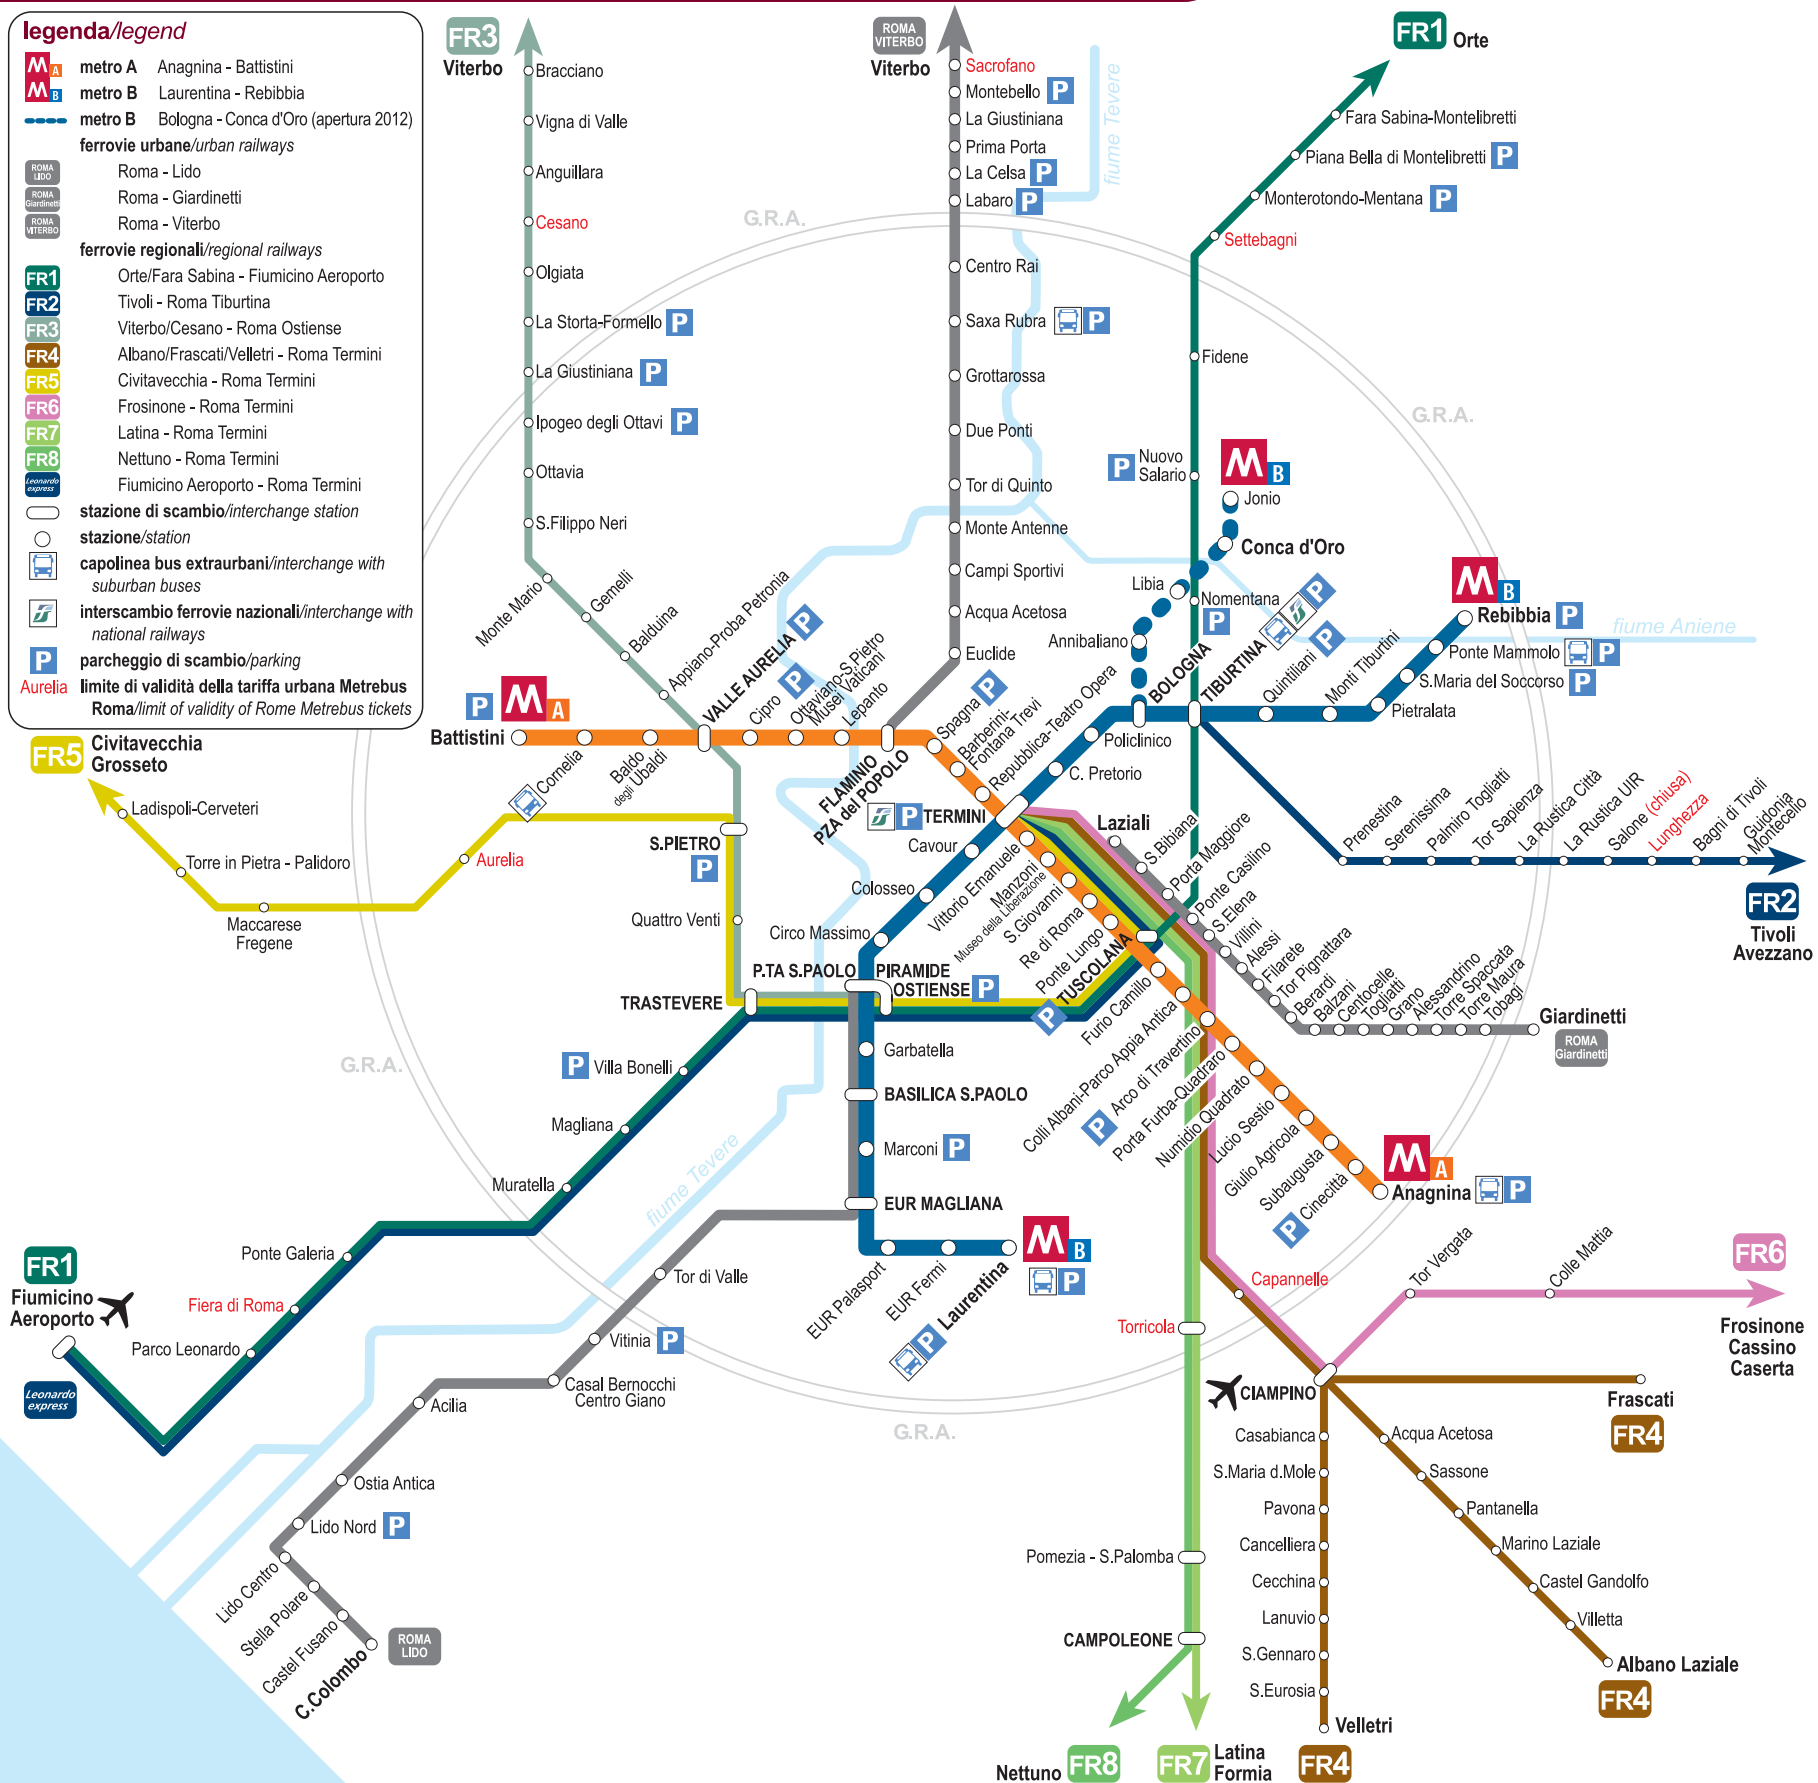 legenda/legend
M A metro A Anagnina - Battistini
M B metro B Laurentina - Rebibbia
metro B Bologna - Conca d'Oro (apertura 2012)
ferrovie urbane/urban railways
ROMA LIDO Roma - Lido
ROMA Giardinetti Roma - Giardinetti
ROMA VITERBO Roma - Viterbo
ferrovie regionali/regional railways
FR1 Orte/Fara Sabina - Fiumicino Aeroporto
FR2 Tivoli - Roma Tiburtina
FR3 Viterbo/Cesano - Roma Ostiense
FR4 Albano/Frascati/Velletri - Roma Termini
FR5 Civitavecchia - Roma Termini
FR6 Frosinone - Roma Termini
FR7 Latina - Roma Termini
FR8 Nettuno - Roma Termini
Leonardo express Fiumicino Aeroporto - Roma Termini
stazione di scambio/interchange station
stazione/station
capolinea bus extraurbani/interchange with
suburban buses
interscambio ferrovie nazionali/interchange with
national railways
P parcheggio di scambio/parking
Aurelia limite di validità della tariffa urbana Metrebus
Roma/limit of validity of Rome Metrebus tickets
FR3
Viterbo
Bracciano
Vigna di Valle
Anguillara
Cesano
Olgiata
La Storta-Formello P
La Giustiniana P
Ipogeo degli Ottavi P
Ottavia
S.Filippo Neri
Monte Mario
Gemelli
Balduina
Appiano-Proba Petronia
VALLE AURELIA P
ROMA
VITERBO
Viterbo
Sacrofano
Montebello P
La Giustiniana
Prima Porta
La Celsa P
Labaro P
Centro Rai
Saxa Rubra P
Grottarossa
Due Ponti
Tor di Quinto
Monte Antenne
Campi Sportivi
Acqua Acetosa
Euclide
G.R.A.
fiume Tevere
FR1 Orte
Fara Sabina-Montelibretti
Piana Bella di Montelibretti P
Monterotondo-Mentana P
Settebagni
Fidene
G.R.A.
P Nuovo
Salario
Nomentana
P
M B
Jonio
Conca d'Oro
Libia
Annibaliano
BOLOGNA
TIBURTINA P
Quintiliani P
Monti Tiburtini
Pietralata
S.Maria del Soccorso P
Ponte Mammolo P
Rebibbia P
M B
fiume Aniene
P M A
Battistini
Cornelia
Baldo
degli Ubaldi
Cipro P
Ottaviano-S.Pietro
Musei Vaticani
Lepanto
FLAMINIO
PZA del POPOLO
Spagna P
Barberini-
Fontana Trevi
Repubblica-Teatro Opera
P TERMINI
C. Pretorio
Policlinico
Cavour
Colosseo
Circo Massimo
P.TA S.PAOLO
PIRAMIDE
OSTIENSE P
Vittorio Emanuele
Manzoni
Museo della Liberazione
S.Giovanni
Re di Roma
Ponte Lungo
P TUSCOLANA
Furio Camillo
Colli Albani-Parco Appia Antica
P Arco di Travertino
Porta Furba-Quadraro
Numidio Quadrato
Lucio Sestio
Giulio Agricola
Subaugusta
P Cinecittà
M A
Anagnina P
Laziali
S.Bibiana
Porta Maggiore
Ponte Casilino
S.Elena
Villini
Alessi
Filarete
Tor Pignattara
Berardi
Balzani
Centocelle
Togliatti
Grano
Alessandrino
Torre Spaccata
Torre Maura
Tobagi
Giardinetti
ROMA
Giardinetti
Prenestina
Serenissima
Palmiro Togliatti
Tor Sapienza
La Rustica Città
La Rustica UIR
Salone (chiusa)
Lunghezza
Bagni di Tivoli
Guidonia
Montecelio
FR2
Tivoli
Avezzano
FR5 Civitavecchia
Grosseto
Ladispoli-Cerveteri
Torre in Pietra - Palidoro
Maccarese
Fregene
Aurelia
S.PIETRO
P
Quattro Venti
TRASTEVERE
G.R.A.
P Villa Bonelli
Magliana
Muratella
Ponte Galeria
Fiera di Roma
Parco Leonardo
FR1
Fiumicino
Aeroporto
Leonardo
express
fiume Tevere
Garbatella
BASILICA S.PAOLO
Marconi P
EUR MAGLIANA
EUR Palasport
EUR Fermi
P Laurentina
M B
P
Tor di Valle
Vitinia P
Casal Bernocchi
Centro Giano
Acilia
Ostia Antica
Lido Nord P
Lido Centro
Stella Polare
Castel Fusano
C.Colombo
ROMA
LIDO
G.R.A.
Torricola
Pomezia - S.Palomba
CAMPOLEONE
Nettuno FR8
FR7 Latina
Formia
Capannelle
CIAMPINO
Tor Vergata
Colle Mattia
FR6
Frosinone
Cassino
Caserta
Frascati
FR4
Casabianca
S.Maria d.Mole
Pavona
Cancelliera
Cecchina
Lanuvio
S.Gennaro
S.Eurosia
Velletri
FR4
Acqua Acetosa
Sassone
Pantanella
Marino Laziale
Castel Gandolfo
Villetta
Albano Laziale
FR4